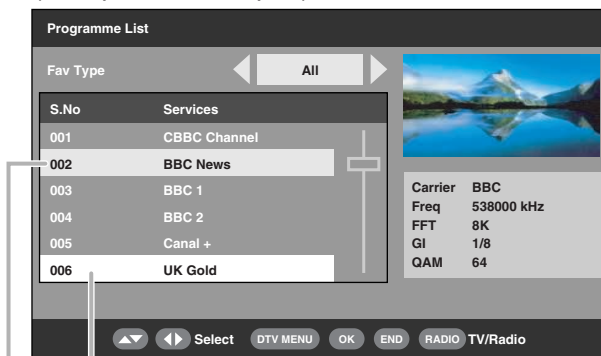 Programme List
Fav Type All
S.No Services
001 CBBC Channel
002 BBC News
003 BBC 1
004 BBC 2
005 Canal +
006 UK Gold
Carrier BBC
Freq 538000 kHz
FFT 8K
GI 1/8
QAM 64
Select DTV MENU OK END RADIO TV/Radio